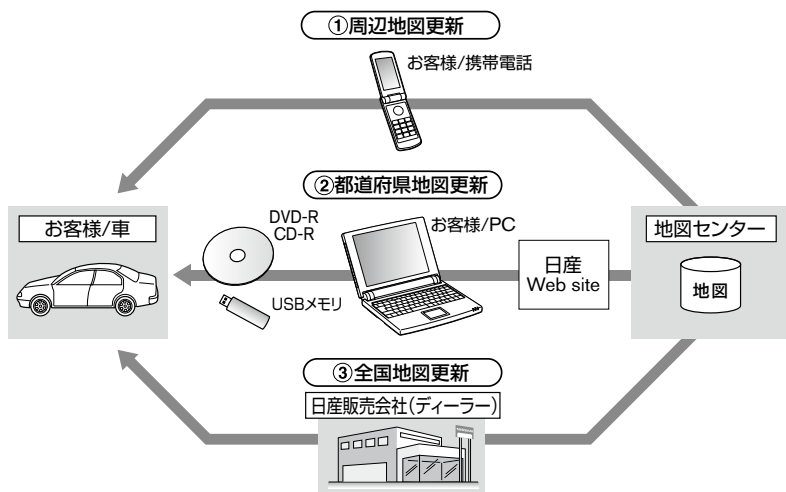 ①周辺地図更新
お客様/携帯電話
②都道府県地図更新
お客様/車
DVD-R
CD-R
お客様/PC
地図センター
日産
Web site
地図
USBメモリ
③全国地図更新
日産販売会社(ディーラー)